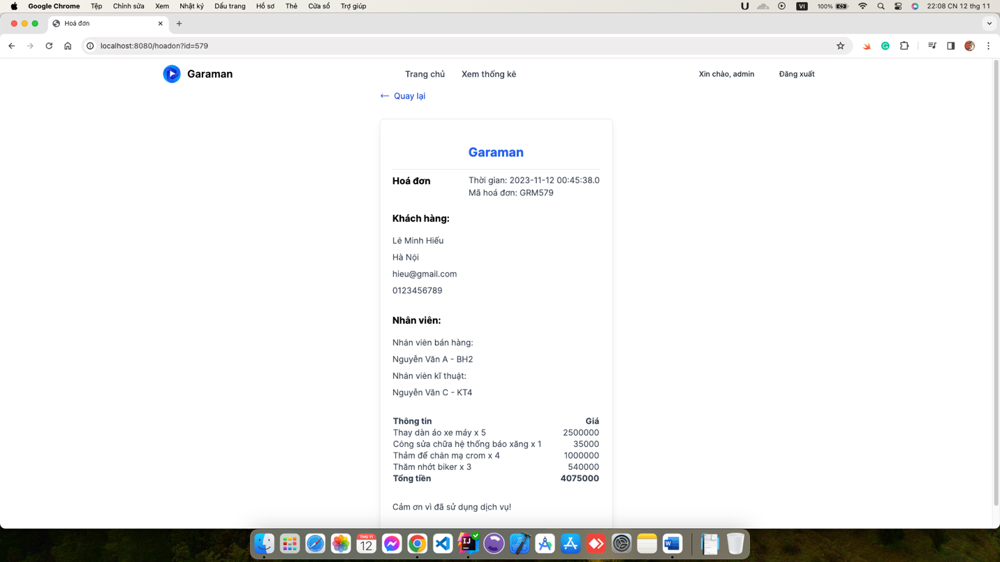 Google Chrome Tệp Chỉnh sửa Xem Nhật ký Dấu trang Hồ sơ Thẻ Cửa sổ Trợ giúp VI 100% 22:08 CN 12 thg 11
Hoá đơn
localhost:8080/hoadon?id=579
Garaman Trang chủ Xem thống kê Xin chào, admin Đăng xuất
← Quay lại
Garaman
Hoá đơn Thời gian: 2023-11-12 00:45:38.0
Mã hoá đơn: GRM579
Khách hàng:
Lê Minh Hiếu
Hà Nội
hieu@gmail.com
0123456789
Nhân viên:
Nhân viên bán hàng:
Nguyễn Văn A - BH2
Nhân viên kĩ thuật:
Nguyễn Văn C - KT4
Thông tin Giá
Thay dàn áo xe máy x 5 2500000
Công sửa chữa hệ thống báo xăng x 1 35000
Thảm để chân mạ crom x 4 1000000
Thăm nhớt biker x 3 540000
Tổng tiền 4075000
Cảm ơn vì đã sử dụng dịch vụ!
THG 11
12
IJ
W